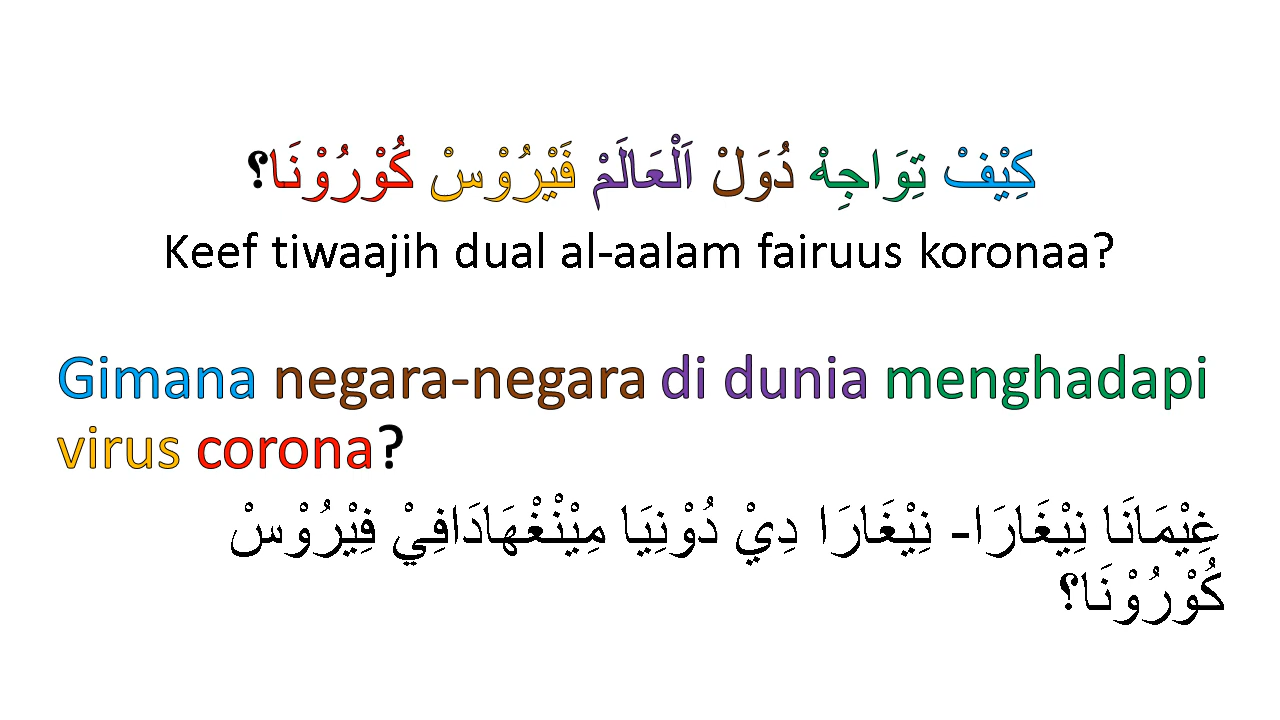 كِيْفْ تِوَاجِهْ دُوَلْ اَلْعَالَمْ فَيْرُوْسْ كُوْرُوْنَا؟
Keef tiwaajih dual al-aalam fairuus koronaa?
Gimana negara-negara di dunia menghadapi
virus corona?
غِيْمَانَا نِيْغَارَا- نِيْغَارَا دِيْ دُوْنِيَا مِيْنْغْهَادَافِيْ فِيْرُوْسْ
كُوْرُوْنَا؟